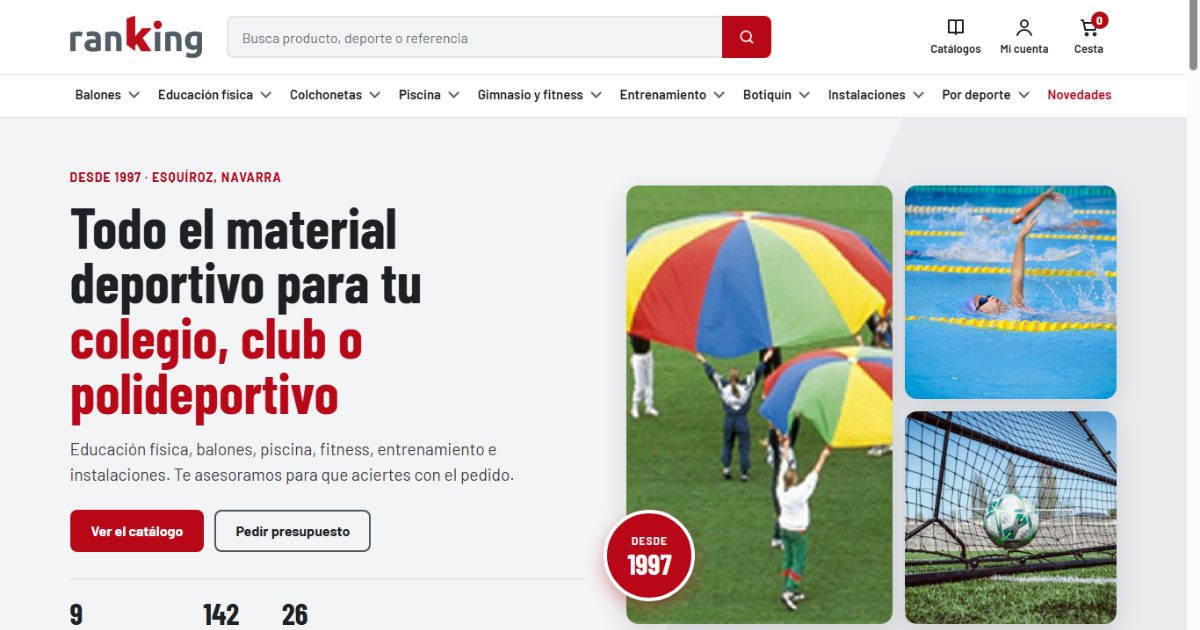 ranking
Busca producto, deporte o referencia
Catálogos
Mi cuenta
0
Cesta
Balones
Educación física
Colchonetas
Piscina
Gimnasio y fitness
Entrenamiento
Botiquín
Instalaciones
Por deporte
Novedades
DESDE 1997 · ESQUÍROZ, NAVARRA
Todo el material
deportivo para tu
colegio, club o
polideportivo
Educación física, balones, piscina, fitness, entrenamiento e
instalaciones. Te asesoramos para que aciertes con el pedido.
Ver el catálogo
Pedir presupuesto
DESDE
1997
9
142
26